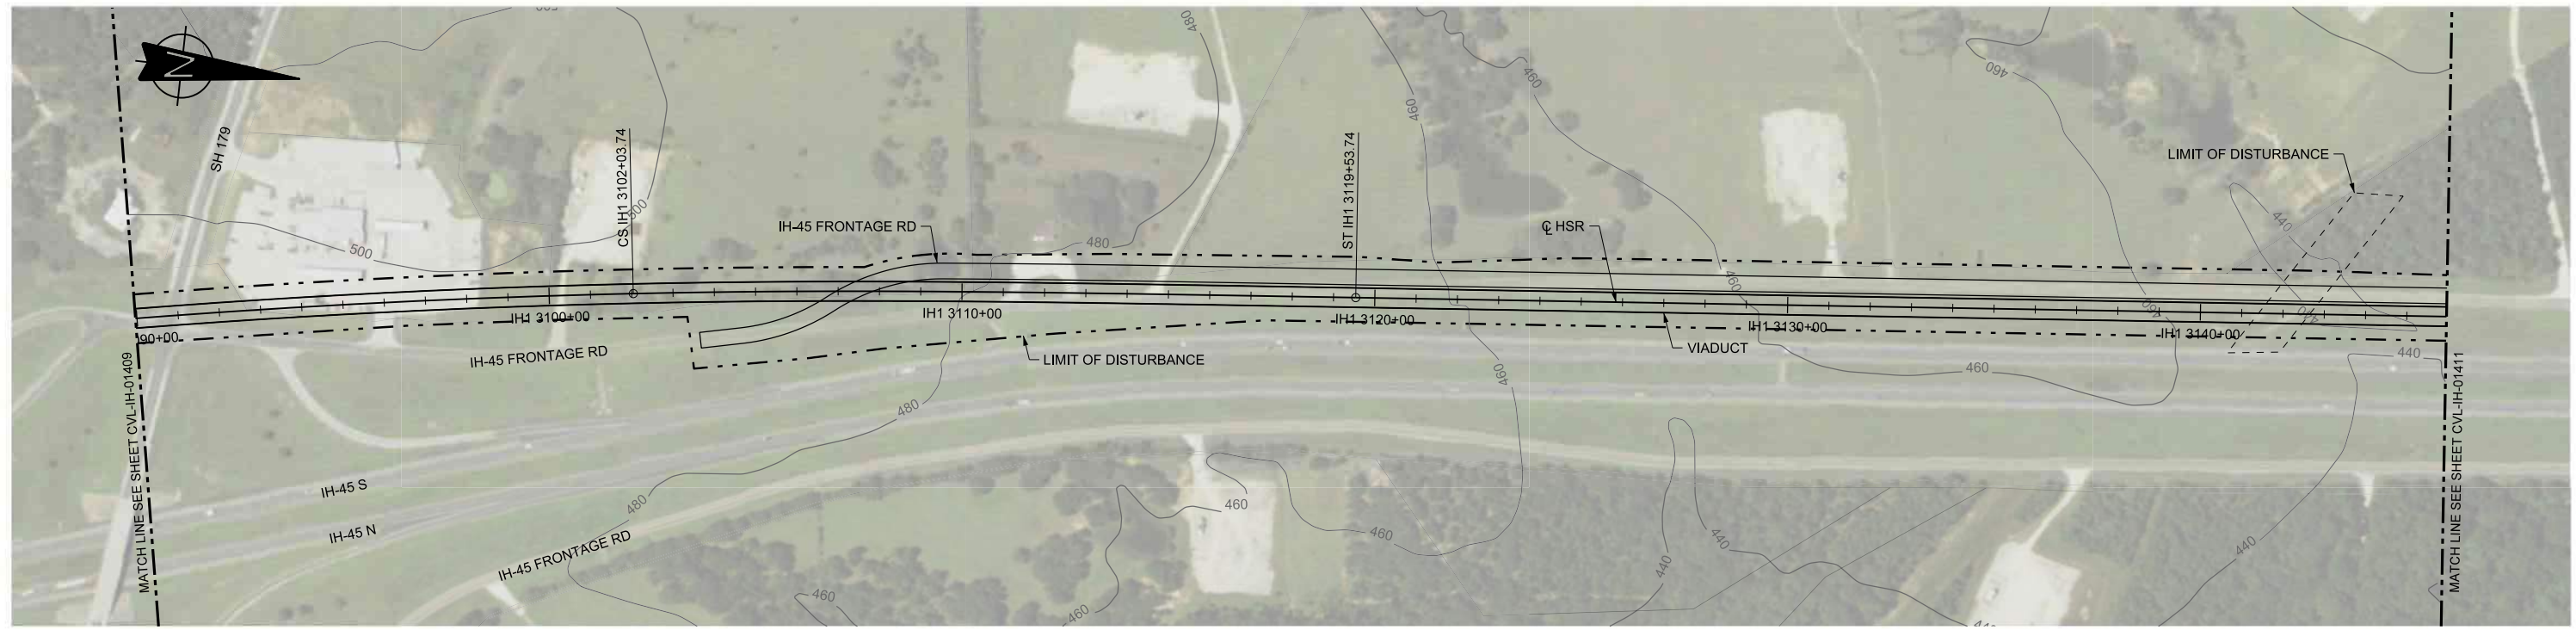 500
480
N
SH 179
CS IH1 3102+03.74
500
500
IH-45 FRONTAGE RD
480
ST IH1 3119+53.74
460
460
460
LIMIT OF DISTURBANCE
440
℄ HSR
460
460
440
90+00
IH1 3100+00
IH1 3110+00
IH1 3120+00
IH1 3130+00
IH1 3140+00
IH-45 FRONTAGE RD
LIMIT OF DISTURBANCE
VIADUCT
460
460
440
480
MATCH LINE SEE SHEET CVL-IH-01409
MATCH LINE SEE SHEET CVL-IH-01411
IH-45 S
IH-45 N
480
IH-45 FRONTAGE RD
460
460
440
440
440
460
460